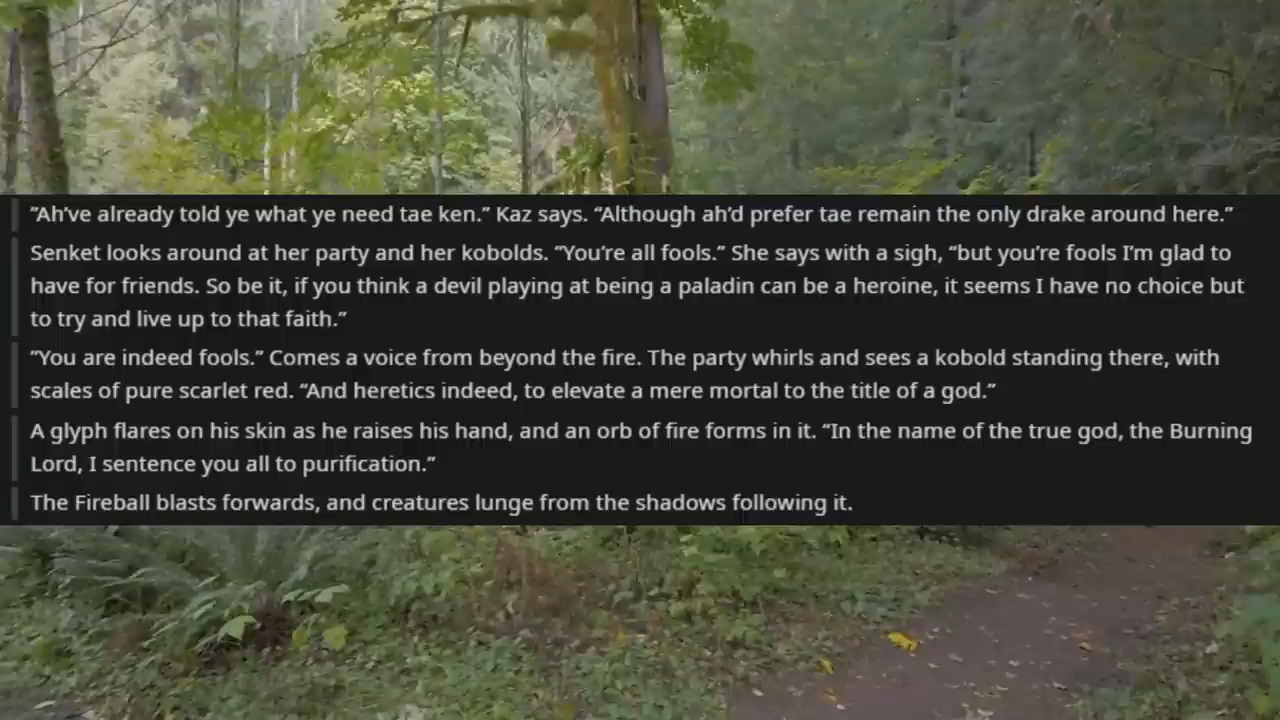 ”Ah’ve already told ye what ye need tae ken.” Kaz says. “Although ah’d prefer tae remain the only drake around here.”
Senket looks around at her party and her kobolds. “You’re all fools.” She says with a sigh, “but you’re fools I’m glad to
have for friends. So be it, if you think a devil playing at being a paladin can be a heroine, it seems I have no choice but
to try and live up to that faith.”
“You are indeed fools.” Comes a voice from beyond the fire. The party whirls and sees a kobold standing there, with
scales of pure scarlet red. “And heretics indeed, to elevate a mere mortal to the title of a god.”
A glyph flares on his skin as he raises his hand, and an orb of fire forms in it. “In the name of the true god, the Burning
Lord, I sentence you all to purification.”
The Fireball blasts forwards, and creatures lunge from the shadows following it.